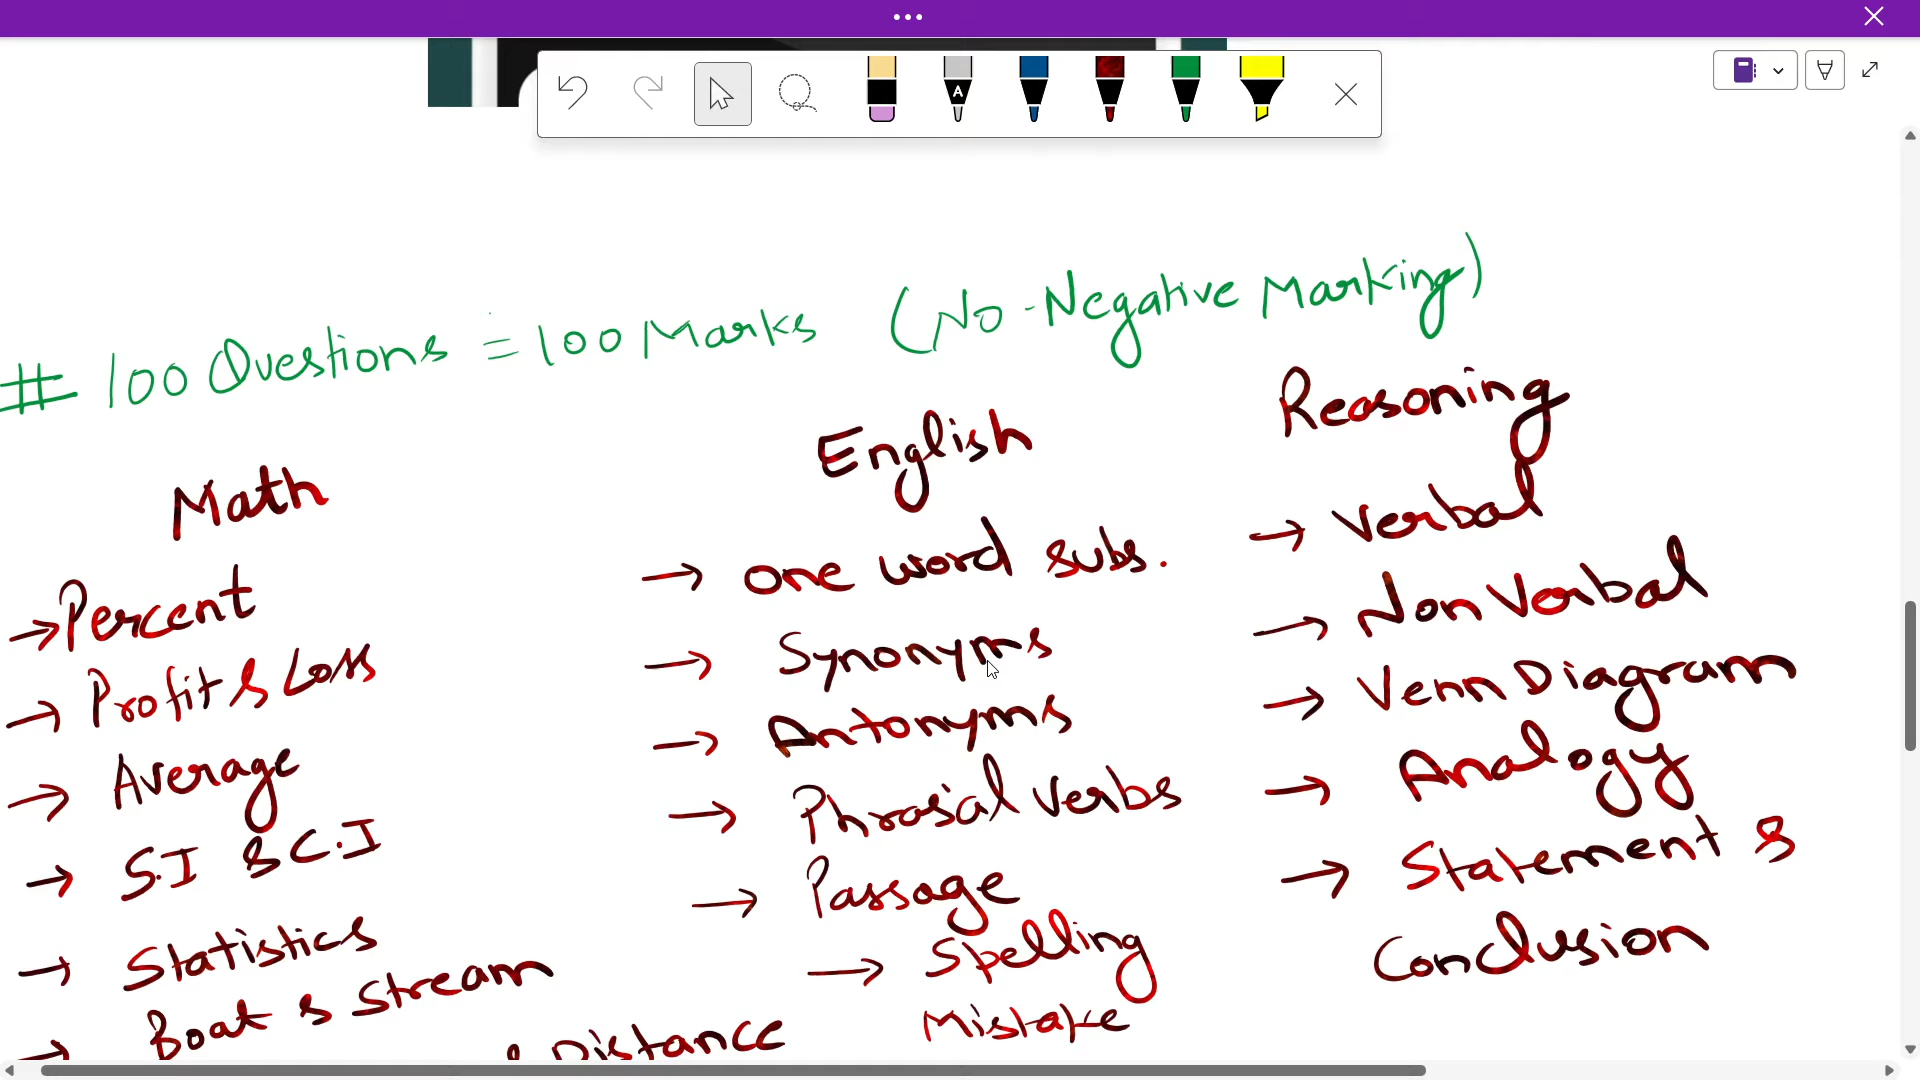 # 100 Questions = 100 Marks (No-Negative Marking)
Math
→ Percent
→ Profit & Loss
→ Average
→ S.I & C.I
→ Statistics
→ Boat & Stream
& Distance
English
→ one word subs.
→ Synonyms
→ Antonyms
→ Phrasal verbs
→ Passage
→ Spelling
Mistake
Reasoning
→ Verbal
→ Non Verbal
→ Venn Diagram
→ Analogy
→ Statement &
Conclusion